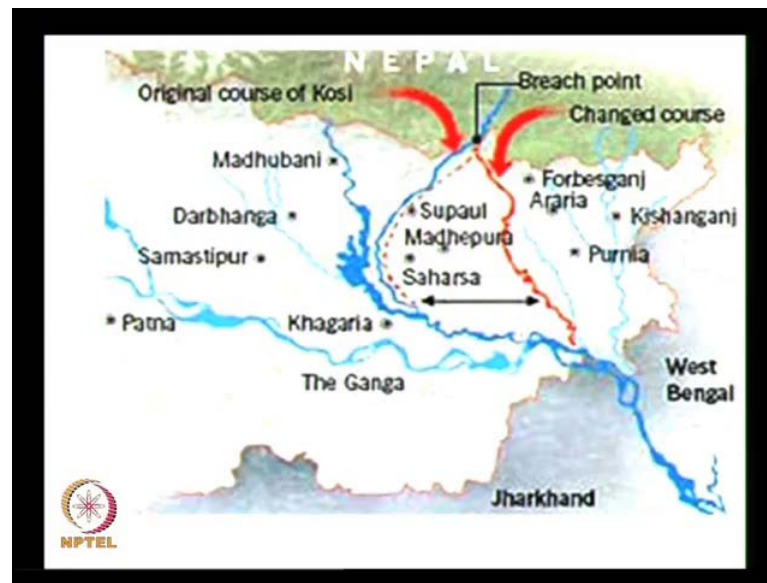 NEPAL
Breach point
Original course of Kosi
Changed course
Madhubani
Forbesganj
Araria
Darbhanga
Supaul
Kishanganj
Madhepura
Samastipur
Purnia
Saharsa
Patna
Khagaria
West
Bengal
The Ganga
Jharkhand
NPTEL